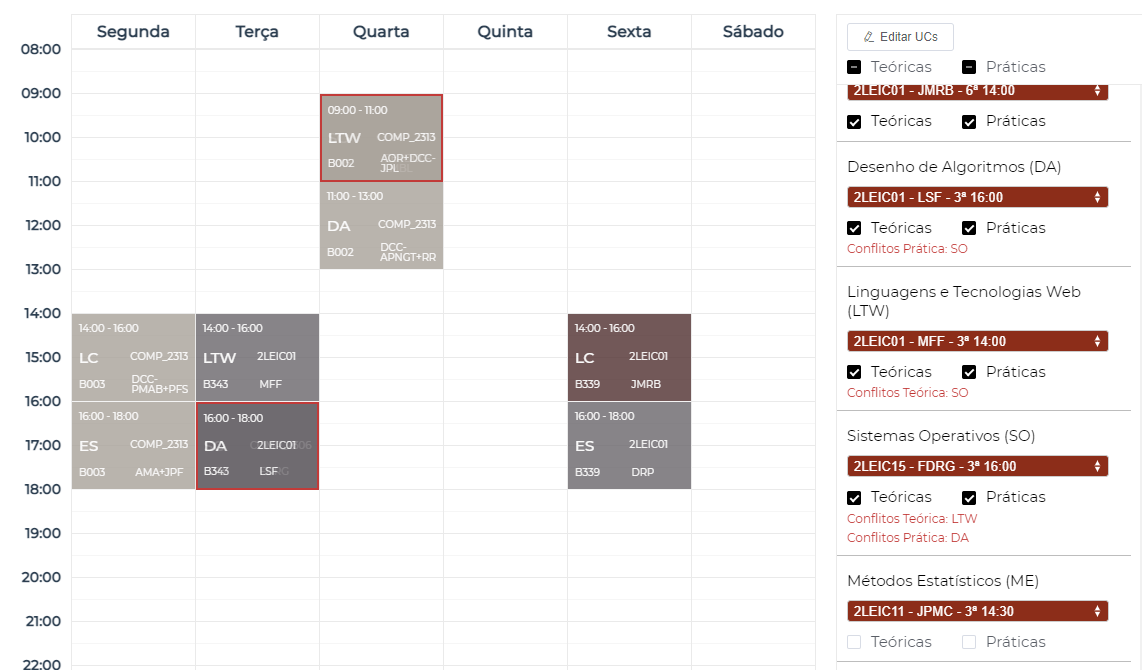 Segunda Terça Quarta Quinta Sexta Sábado
08:00
09:00
10:00
11:00
12:00
13:00
14:00
15:00
16:00
17:00
18:00
19:00
20:00
21:00
22:00
14:00 - 16:00
LC COMP_2313
B003 DCC-
PMAB+PFS
16:00 - 18:00
ES COMP_2313
B003 AMA+JPF
14:00 - 16:00
LTW 2LEIC01
B343 MFF
16:00 - 18:00
DA 2LEIC01
B343 LSF
09:00 - 11:00
LTW COMP_2313
B002 AOR+DCC-
JPL
11:00 - 13:00
DA COMP_2313
B002 DCC-
APNGT+RR
14:00 - 16:00
LC 2LEIC01
B339 JMRB
16:00 - 18:00
ES 2LEIC01
B339 DRP
Editar UCs
Teóricas Práticas
2LEIC01 - JMRB - 6ª 14:00
Teóricas Práticas
Desenho de Algoritmos (DA)
2LEIC01 - LSF - 3ª 16:00
Teóricas Práticas
Conflitos Prática: SO
Linguagens e Tecnologias Web
(LTW)
2LEIC01 - MFF - 3ª 14:00
Teóricas Práticas
Conflitos Teórica: SO
Sistemas Operativos (SO)
2LEIC15 - FDRG - 3ª 16:00
Teóricas Práticas
Conflitos Teórica: LTW
Conflitos Prática: DA
Métodos Estatísticos (ME)
2LEIC11 - JPMC - 3ª 14:30
Teóricas Práticas